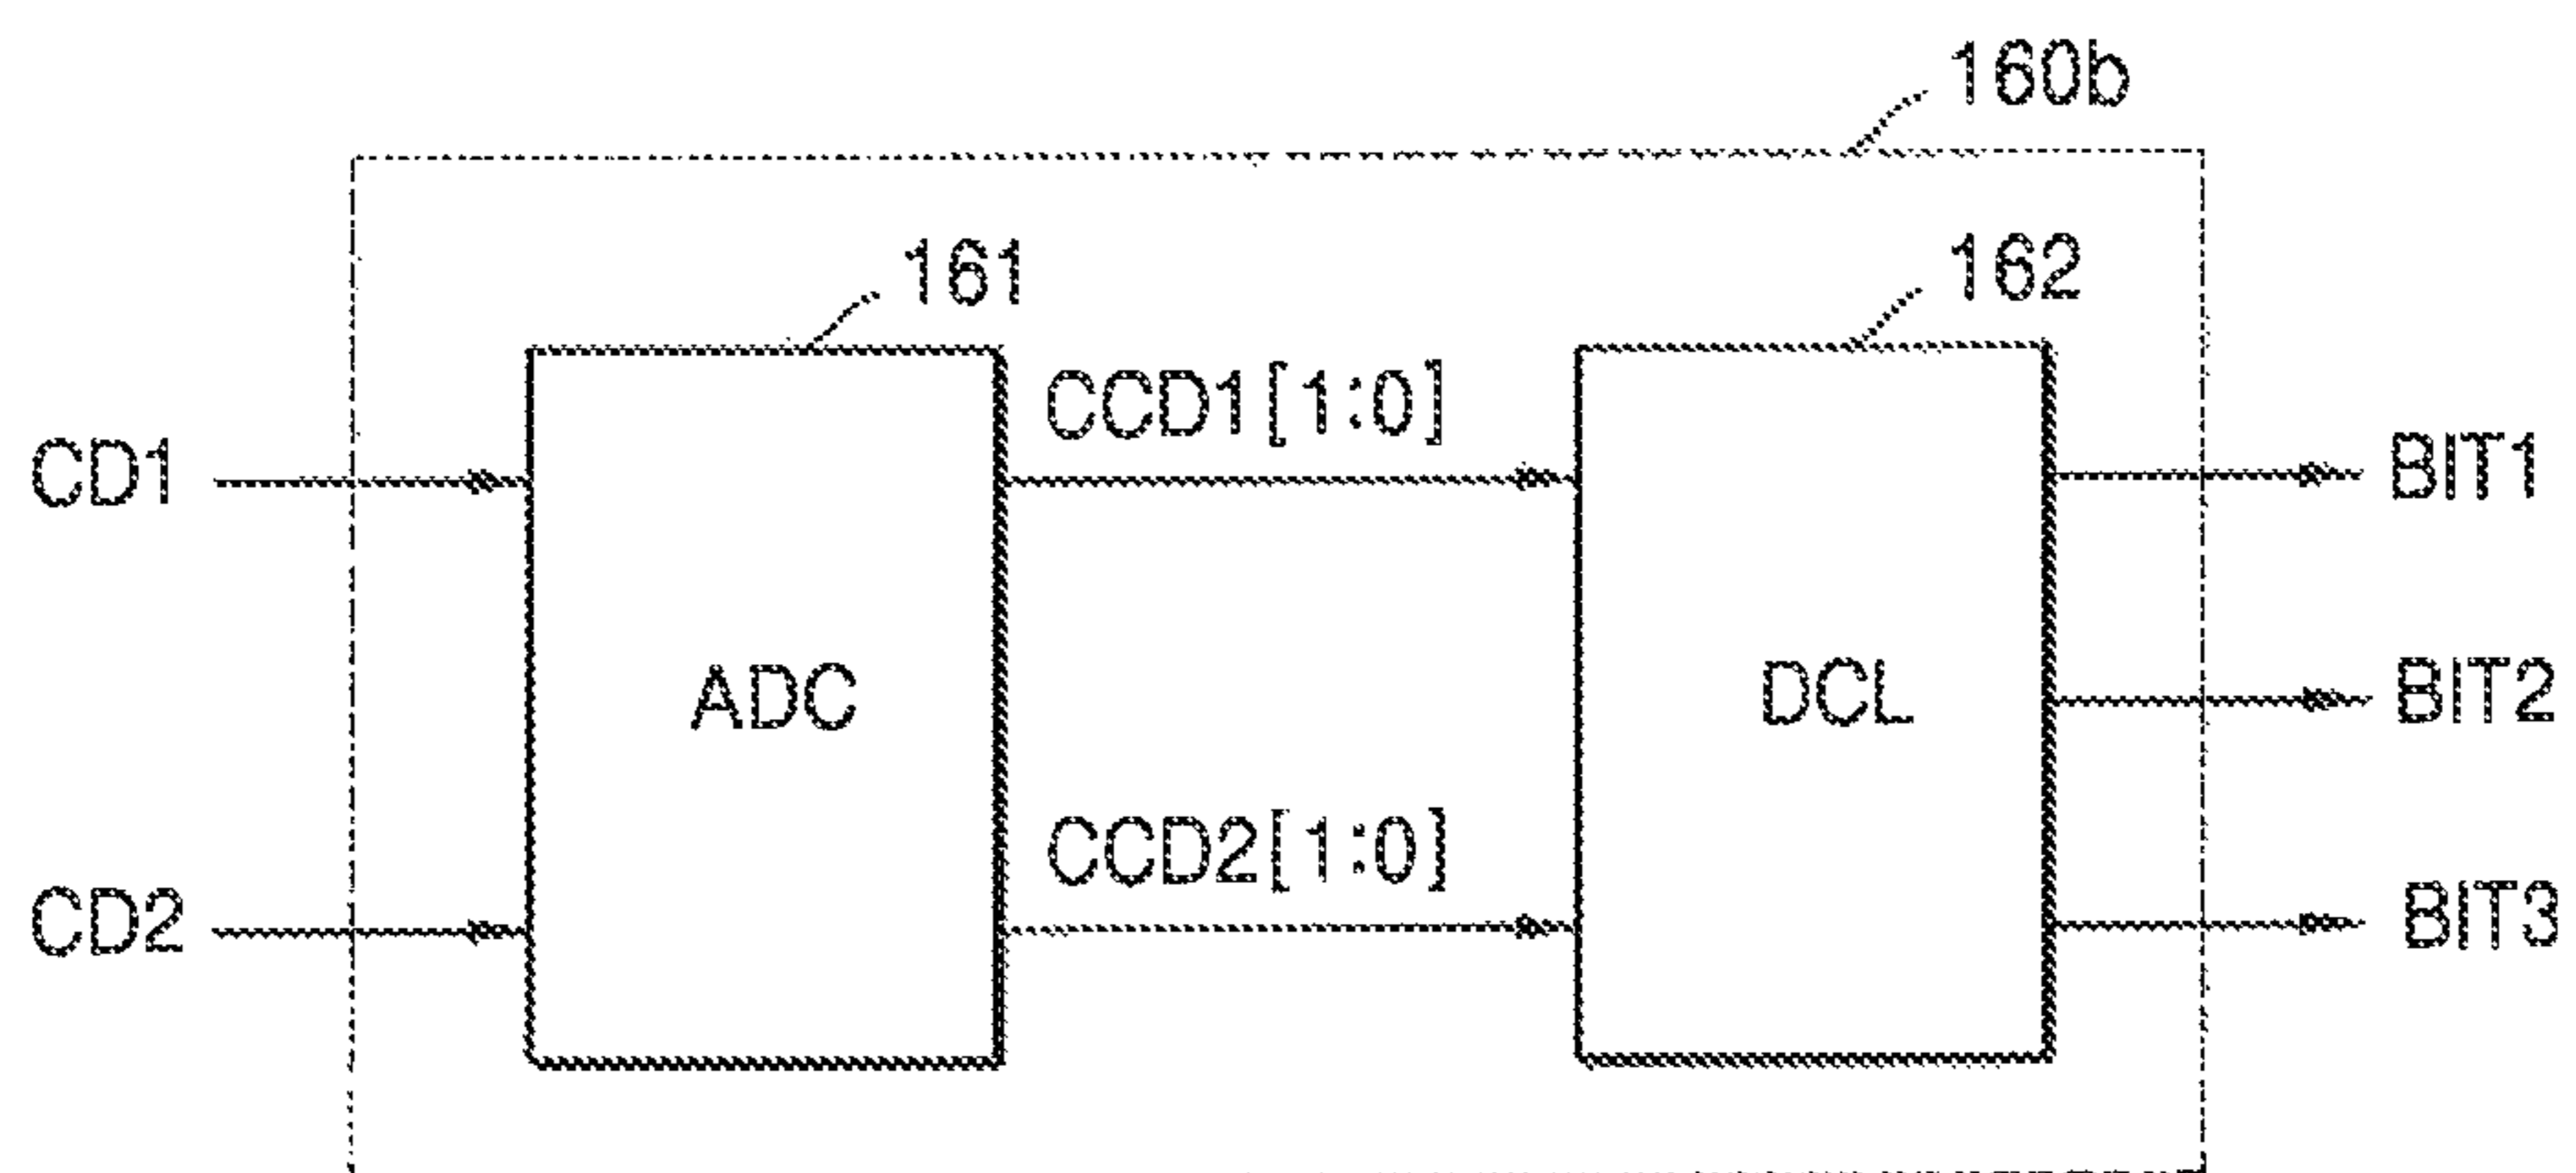 160b
161
162
CCD1[1:0]
CD1
BIT1
ADC
DCL
BIT2
CCD2[1:0]
CD2
BIT3